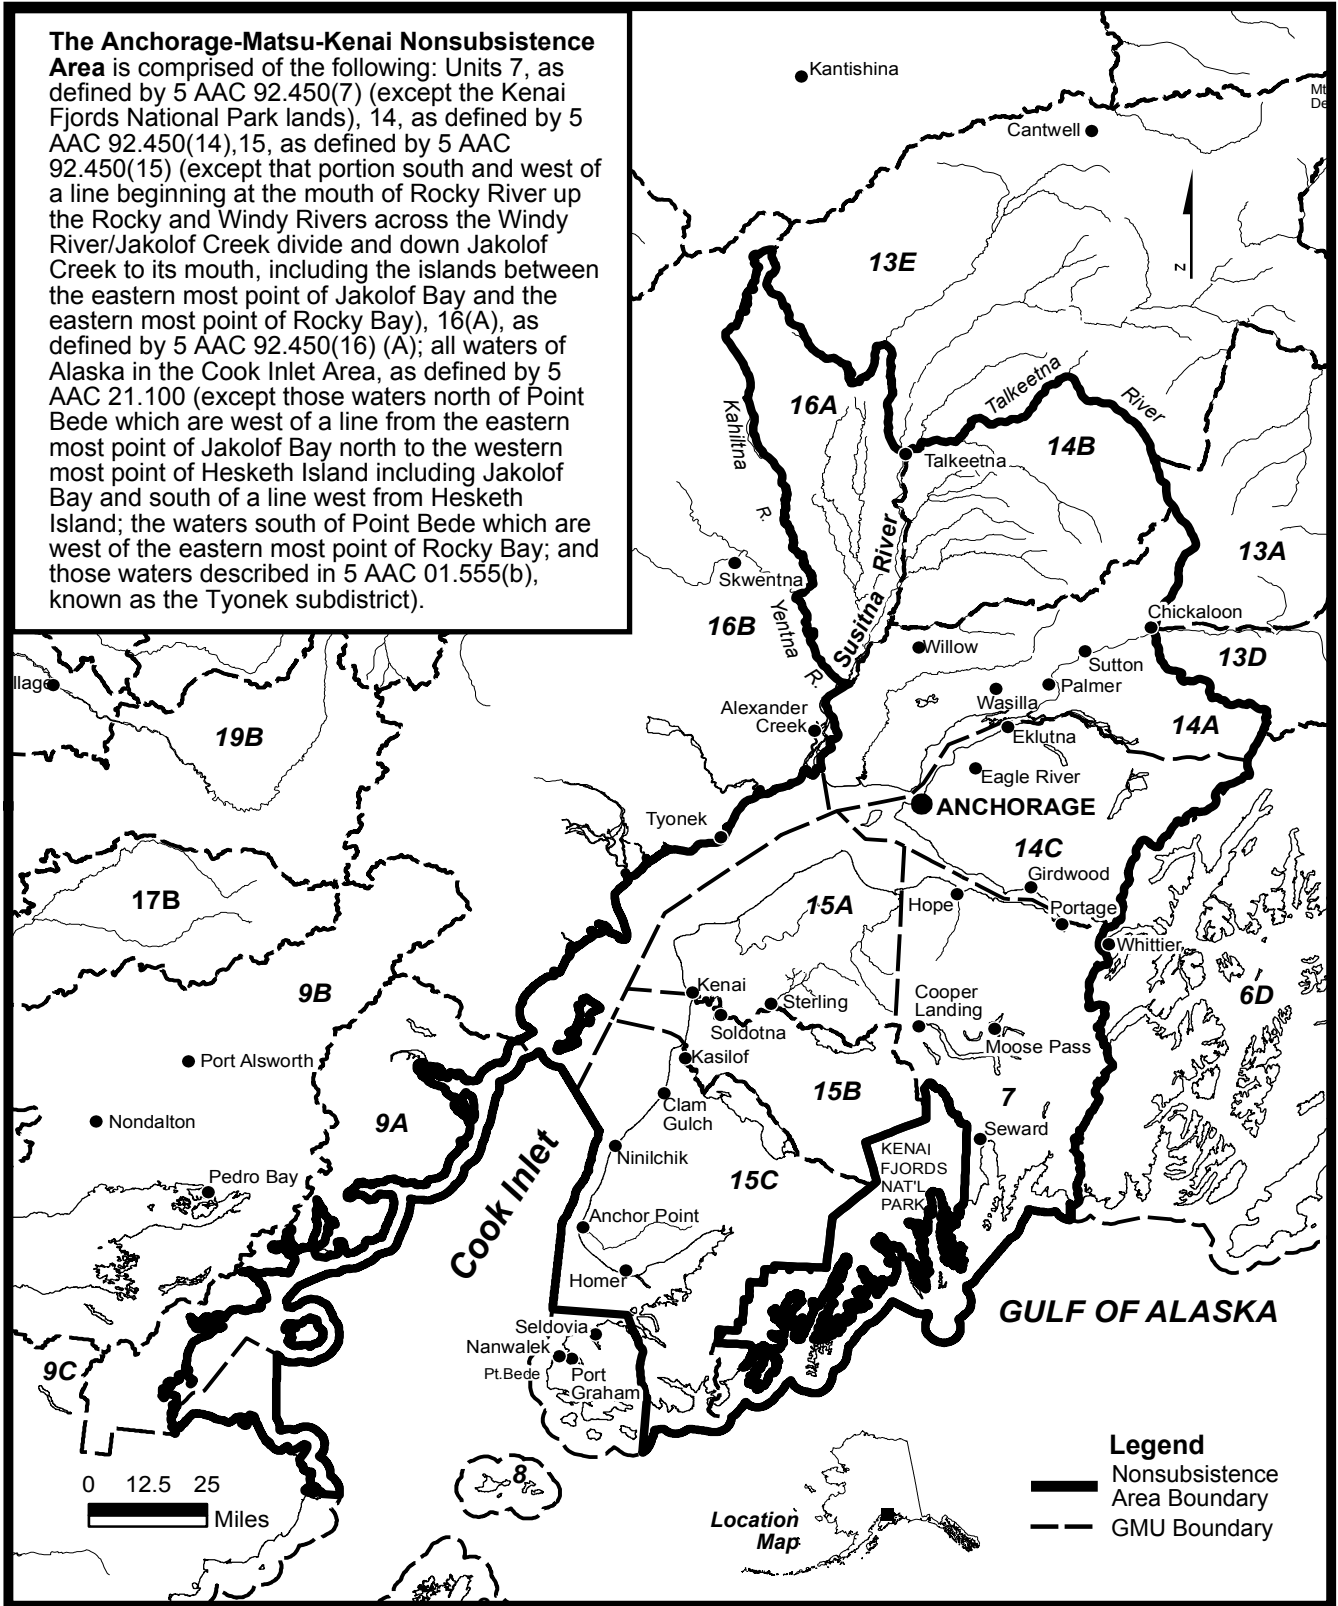 The Anchorage-Matsu-Kenai Nonsubsistence
Area is comprised of the following: Units 7, as
defined by 5 AAC 92.450(7) (except the Kenai
Fjords National Park lands), 14, as defined by 5
AAC 92.450(14),15, as defined by 5 AAC
92.450(15) (except that portion south and west of
a line beginning at the mouth of Rocky River up
the Rocky and Windy Rivers across the Windy
River/Jakolof Creek divide and down Jakolof
Creek to its mouth, including the islands between
the eastern most point of Jakolof Bay and the
eastern most point of Rocky Bay), 16(A), as
defined by 5 AAC 92.450(16) (A); all waters of
Alaska in the Cook Inlet Area, as defined by 5
AAC 21.100 (except those waters north of Point
Bede which are west of a line from the eastern
most point of Jakolof Bay north to the western
most point of Hesketh Island including Jakolof
Bay and south of a line west from Hesketh
Island; the waters south of Point Bede which are
west of the eastern most point of Rocky Bay; and
those waters described in 5 AAC 01.555(b),
known as the Tyonek subdistrict).
Kantishina
Mt
De
Cantwell
N
13E
16A
Kahiltna
R.
Talkeetna
River
14B
Talkeetna
Susitna River
13A
Skwentna
16B
Yentna
R.
Chickaloon
Willow
13D
Sutton
Palmer
Wasilla
14A
Alexander
Creek
Eklutna
Eagle River
ANCHORAGE
llage
19B
Tyonek
14C
Girdwood
17B
15A
Hope
Portage
Whittier
9B
Kenai
Sterling
Soldotna
Cooper
Landing
6D
Moose Pass
Kasilof
Port Alsworth
15B
7
Nondalton
9A
Clam
Gulch
Seward
Ninilchik
KENAI
FJORDS
NAT'L
PARK
Pedro Bay
15C
Cook Inlet
Anchor Point
Homer
GULF OF ALASKA
Seldovia
Nanwalek
Pt.Bede
Port
Graham
9C
8
0 12.5 25
Miles
Location
Map
Legend
Nonsubsistence
Area Boundary
GMU Boundary